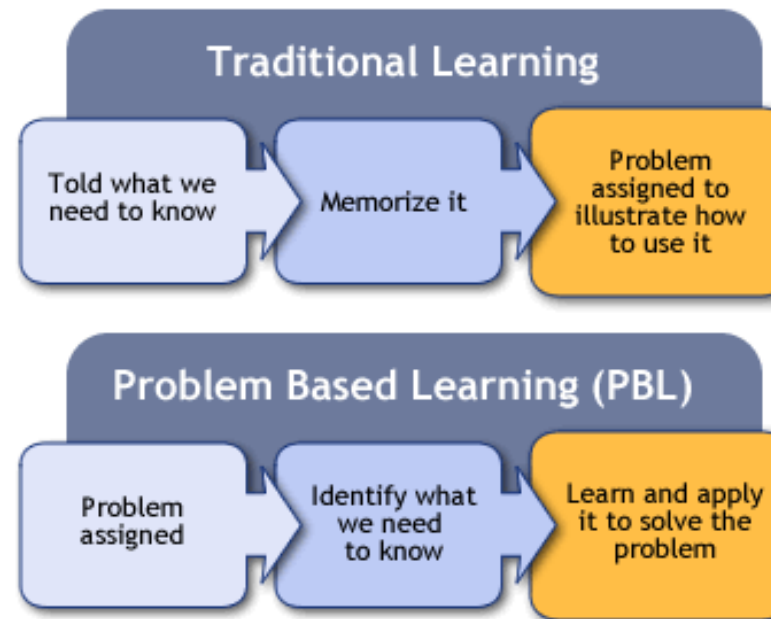 Traditional Learning
Told what we
need to know
Memorize it
Problem
assigned to
illustrate how
to use it
Problem Based Learning (PBL)
Problem
assigned
Identify what
we need
to know
Learn and apply
it to solve the
problem